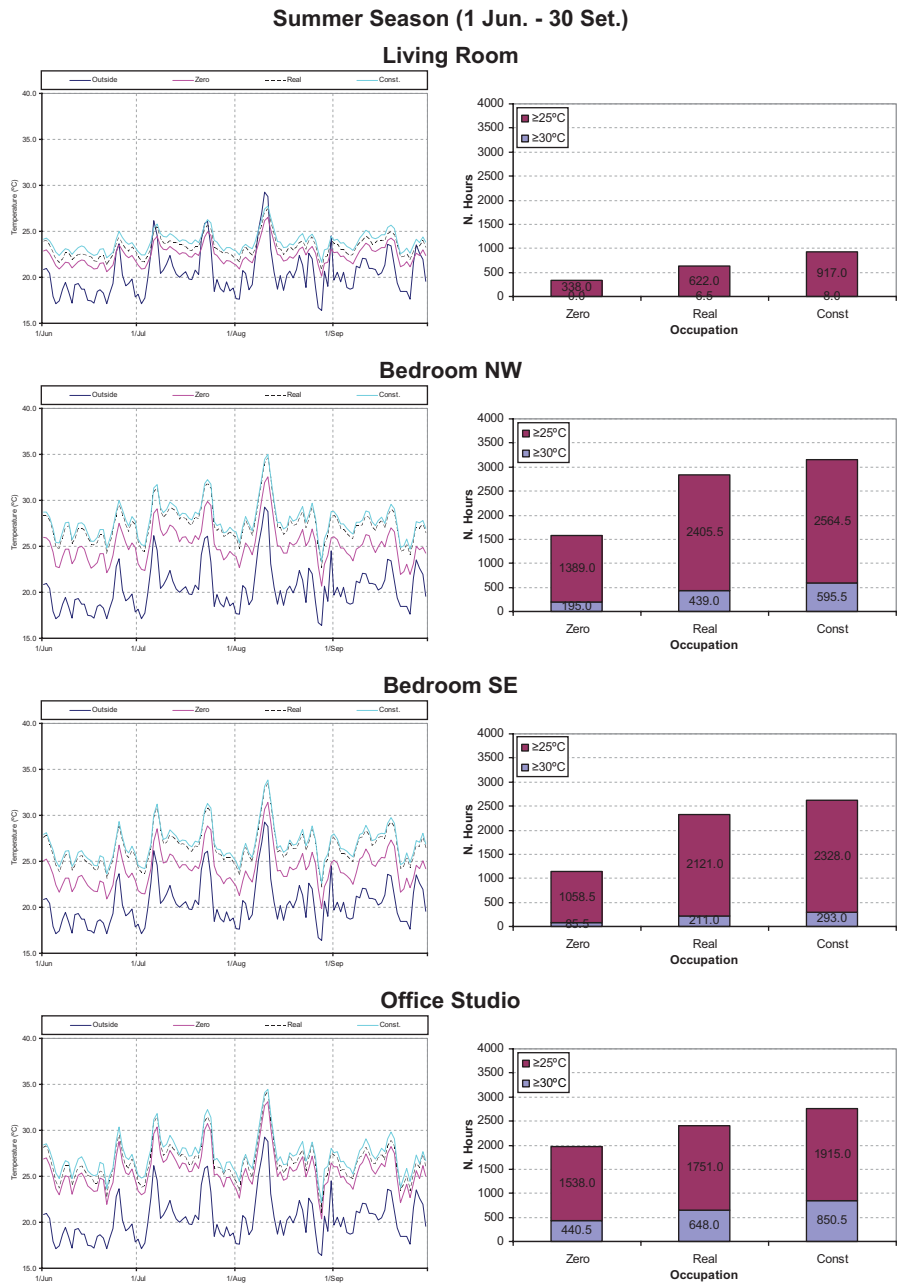 Summer Season (1 Jun. - 30 Set.)
Living Room
Outside Zero Real Const.
Temperature (ºC)
40.0
35.0
30.0
25.0
20.0
15.0
1/Jun 1/Jul 1/Aug 1/Sep
N. Hours
4000
3500
3000
2500
2000
1500
1000
500
0
≥25ºC
≥30ºC
338.0 622.0 917.0
0.0 6.5 8.0
Zero Real Const
Occupation
Bedroom NW
Outside Zero Real Const.
Temperature (ºC)
40.0
35.0
30.0
25.0
20.0
15.0
1/Jun 1/Jul 1/Aug 1/Sep
N. Hours
4000
3500
3000
2500
2000
1500
1000
500
0
≥25ºC
≥30ºC
1389.0 2405.5 2564.5
195.0 439.0 595.5
Zero Real Const
Occupation
Bedroom SE
Outside Zero Real Const.
Temperature (ºC)
40.0
35.0
30.0
25.0
20.0
15.0
1/Jun 1/Jul 1/Aug 1/Sep
N. Hours
4000
3500
3000
2500
2000
1500
1000
500
0
≥25ºC
≥30ºC
1058.5 2121.0 2328.0
85.5 211.0 293.0
Zero Real Const
Occupation
Office Studio
Outside Zero Real Const.
Temperature (ºC)
40.0
35.0
30.0
25.0
20.0
15.0
1/Jun 1/Jul 1/Aug 1/Sep
N. Hours
4000
3500
3000
2500
2000
1500
1000
500
0
≥25ºC
≥30ºC
1538.0 1751.0 1915.0
440.5 648.0 850.5
Zero Real Const
Occupation